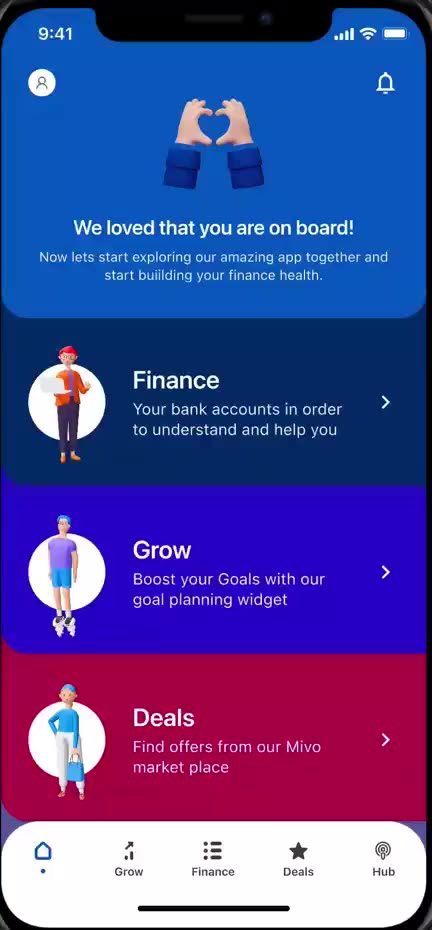 9:41
We loved that you are on board!
Now lets start exploring our amazing app together and
start buiilding your finance health.
Finance
Your bank accounts in order
to understand and help you
Grow
Boost your Goals with our
goal planning widget
Deals
Find offers from our Mivo
market place
Grow
Finance
Deals
Hub